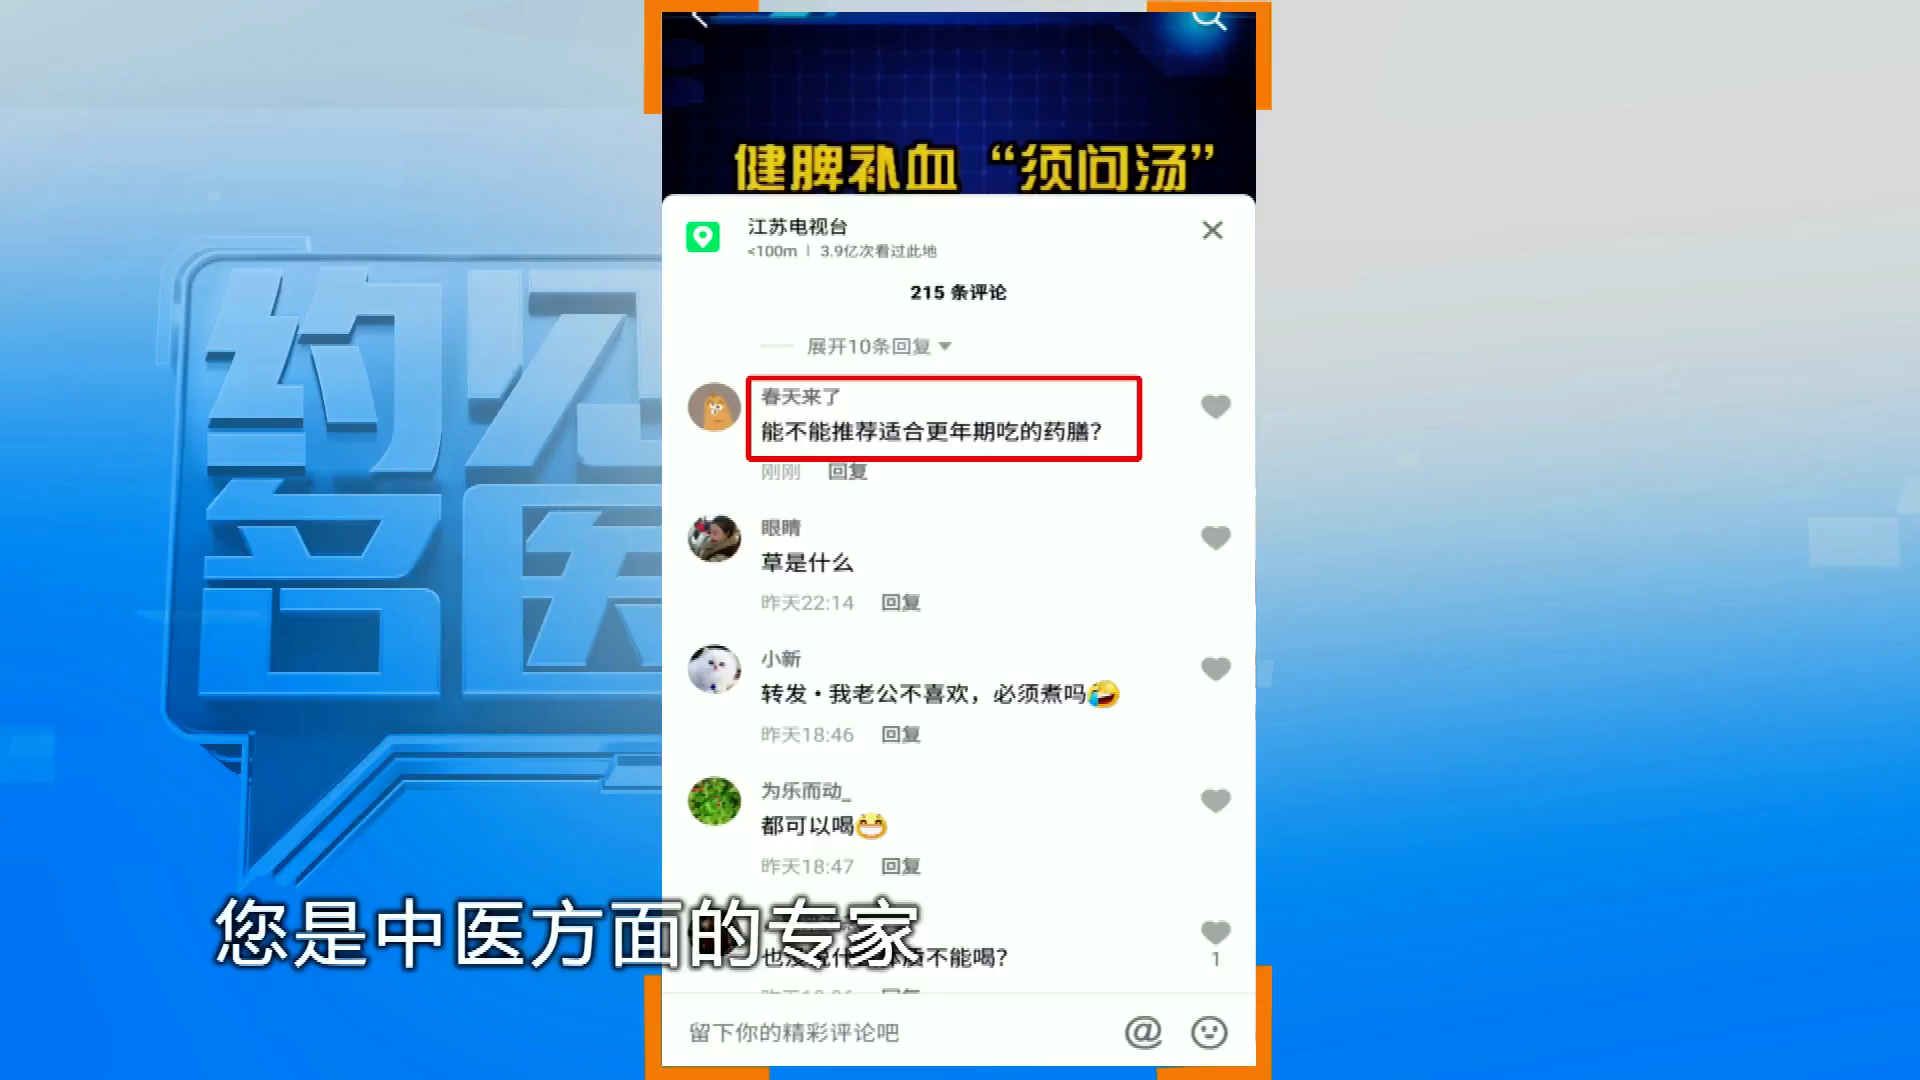 约见
名医
健脾补血“须问汤”
江苏电视台
<100m | 3.9亿次看过此地
215 条评论
展开10条回复
春天来了
能不能推荐适合更年期吃的药膳？
刚刚 回复
眼晴
草是什么
昨天22:14 回复
小新
转发·我老公不喜欢，必须煮吗
昨天18:46 回复
为乐而动_
都可以喝
昨天18:47 回复
质不能喝？
1
您是中医方面的专家
留下你的精彩评论吧
@